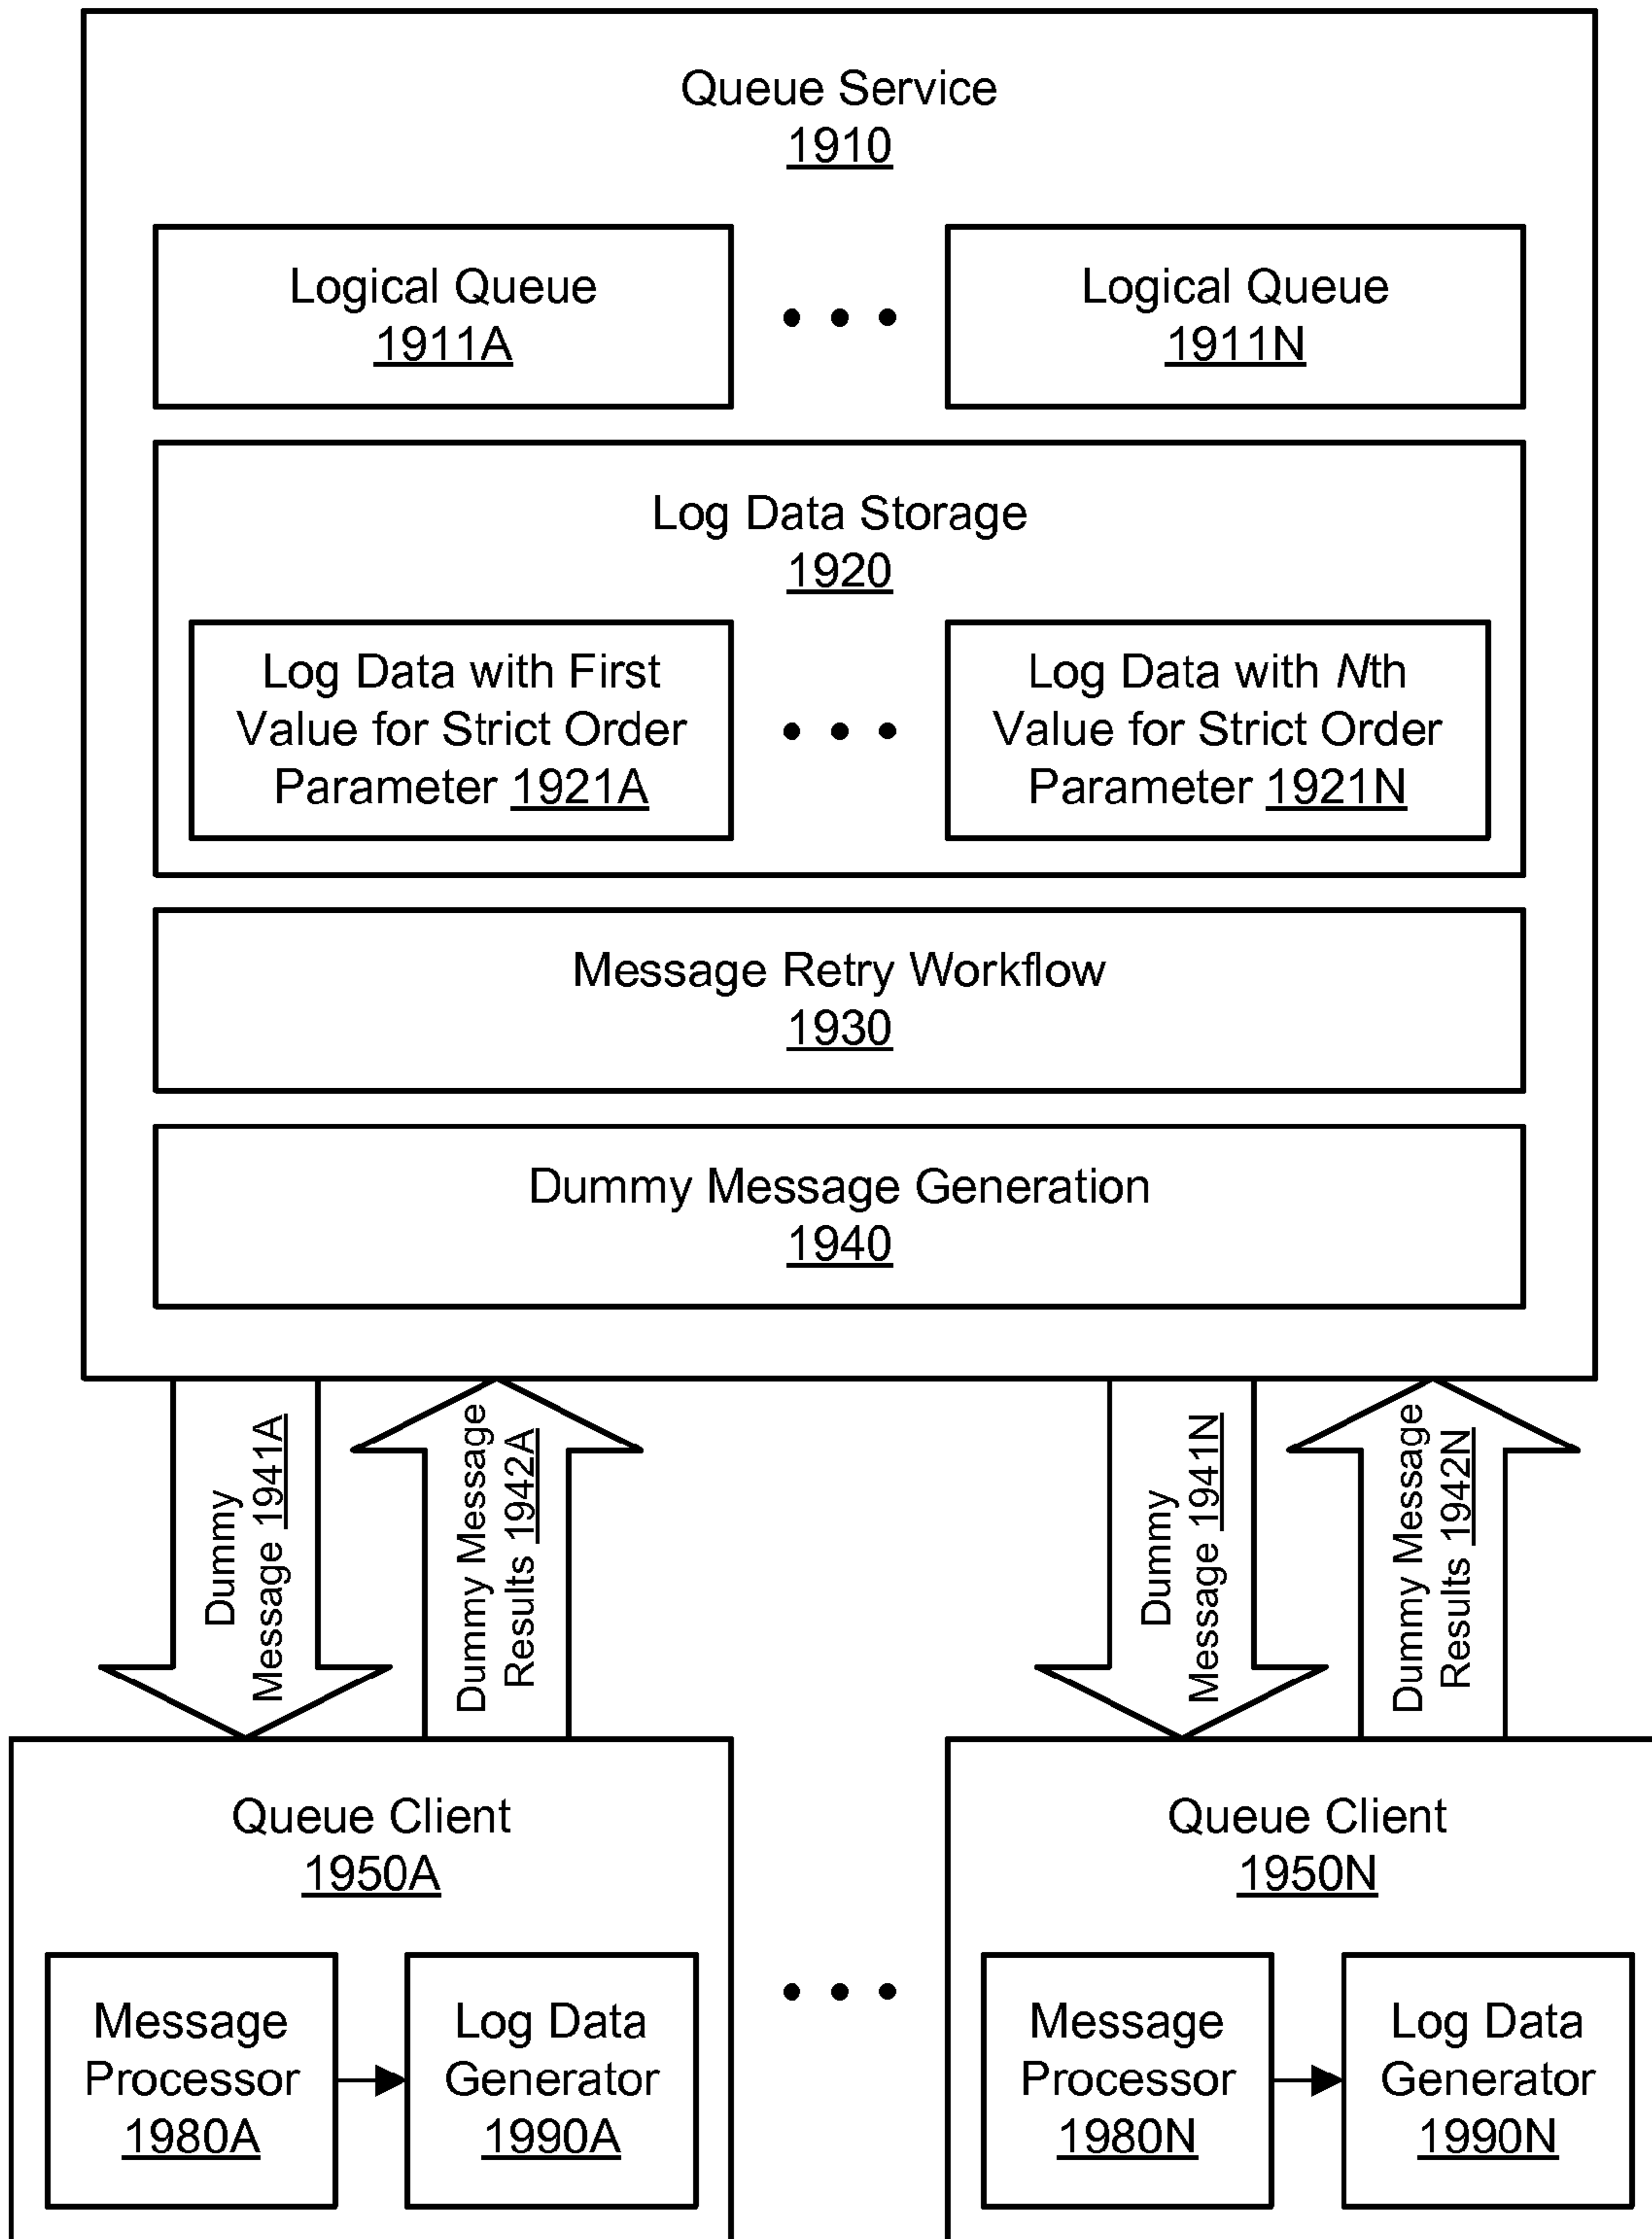 Queue Service
1910
Logical Queue
1911A
Logical Queue
1911N
Log Data Storage
1920
Log Data with First
Value for Strict Order
Parameter 1921A
Log Data with Nth
Value for Strict Order
Parameter 1921N
Message Retry Workflow
1930
Dummy Message Generation
1940
Dummy
Message 1941A
Dummy Message
Results 1942A
Dummy
Message 1941N
Dummy Message
Results 1942N
Queue Client
1950A
Message
Processor
1980A
Log Data
Generator
1990A
Queue Client
1950N
Message
Processor
1980N
Log Data
Generator
1990N